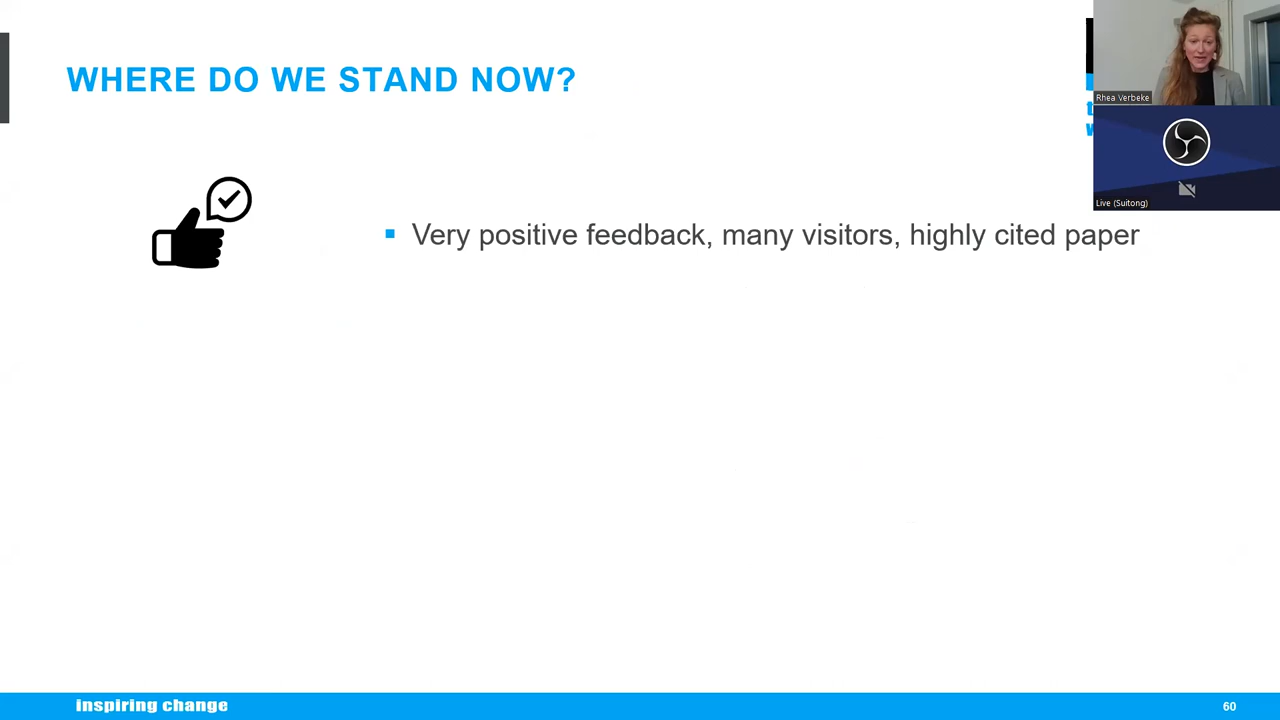 WHERE DO WE STAND NOW?
Rhea Verbeke
Live (Suitong)
▪ Very positive feedback, many visitors, highly cited paper
inspiring change
60